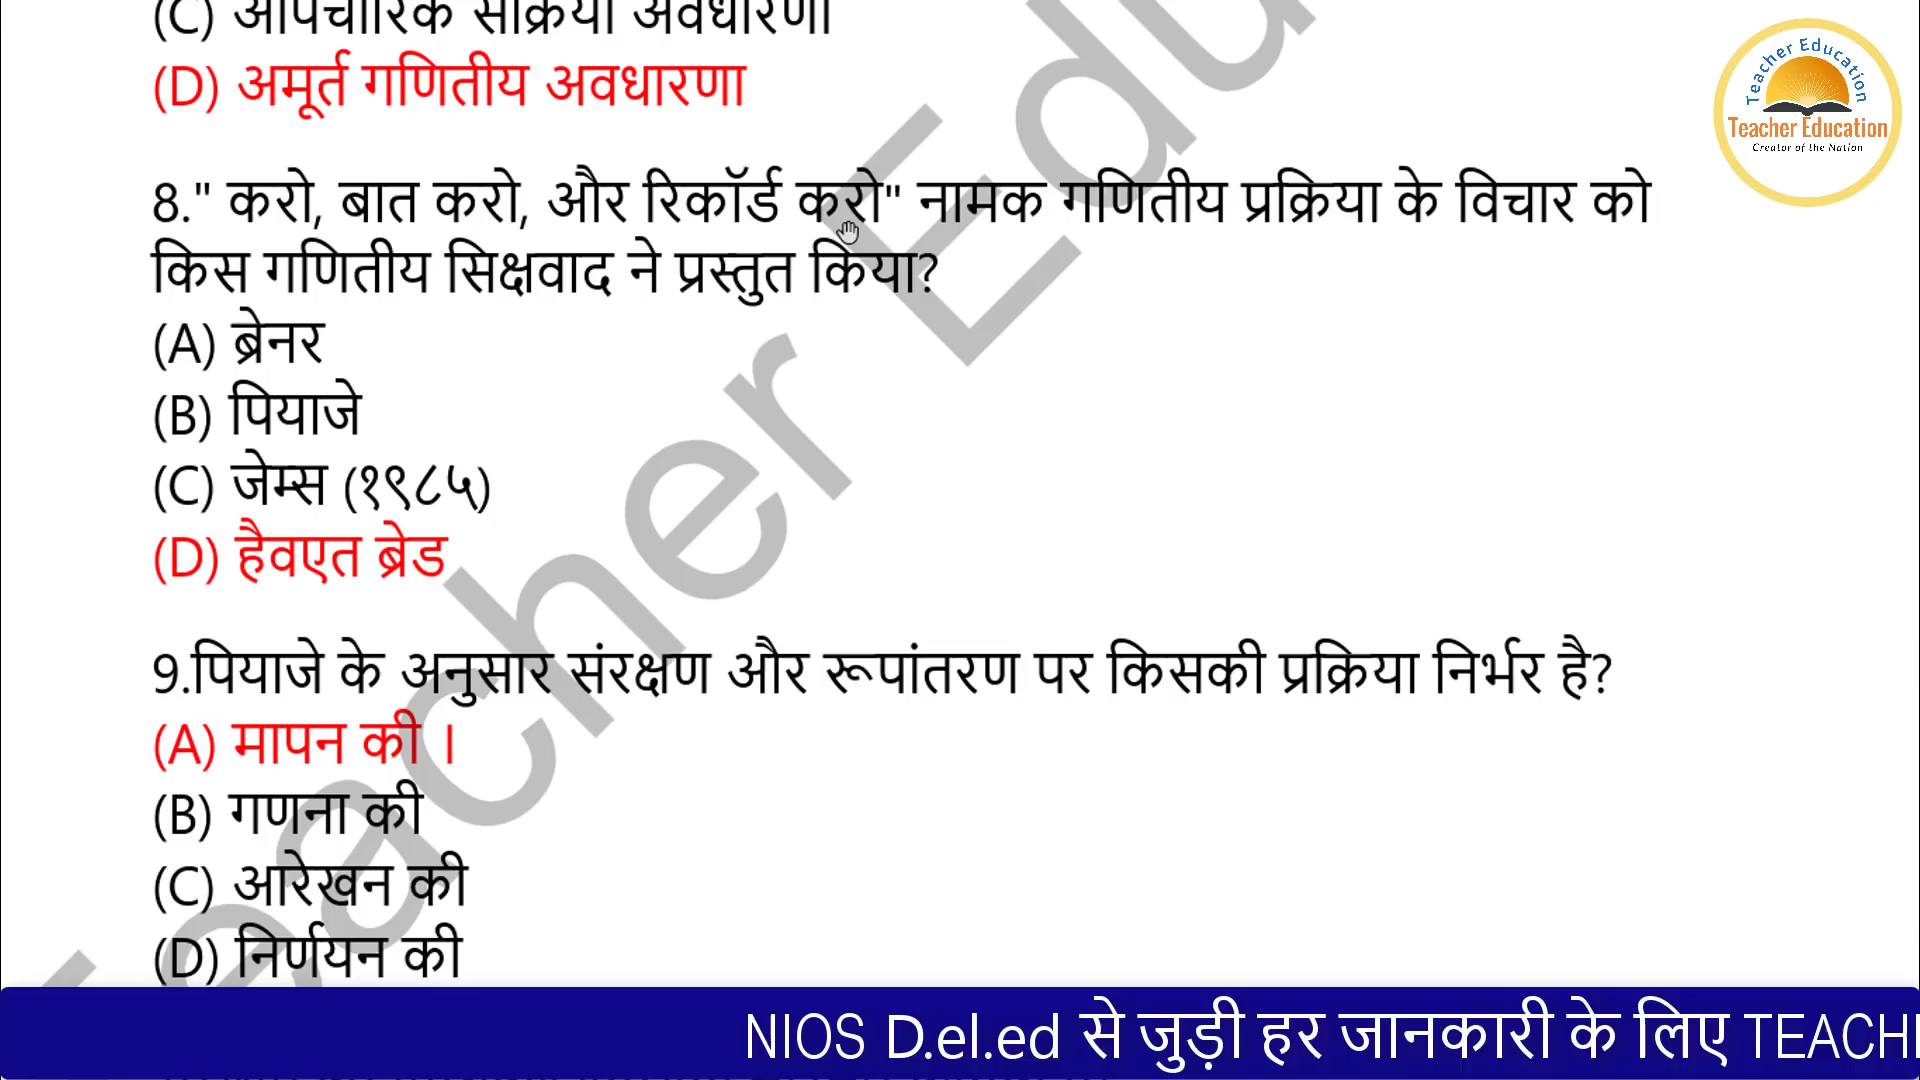 (C) औपचारिक संक्रिया अवधारणा
(D) अमूर्त गणितीय अवधारणा
Teacher Education
Teacher Education
Creator of the Nation
8." करो, बात करो, और रिकॉर्ड करो" नामक गणितीय प्रक्रिया के विचार को
किस गणितीय सिक्षवाद ने प्रस्तुत किया?
(A) ब्रेनर
(B) पियाजे
(C) जेम्स (१९८५)
(D) हैवएत ब्रेड
9.पियाजे के अनुसार संरक्षण और रूपांतरण पर किसकी प्रक्रिया निर्भर है?
(A) मापन की ।
(B) गणना की
(C) आरेखन की
(D) निर्णयन की
Teacher Edu
NIOS D.el.ed से जुड़ी हर जानकारी के लिए TEACH